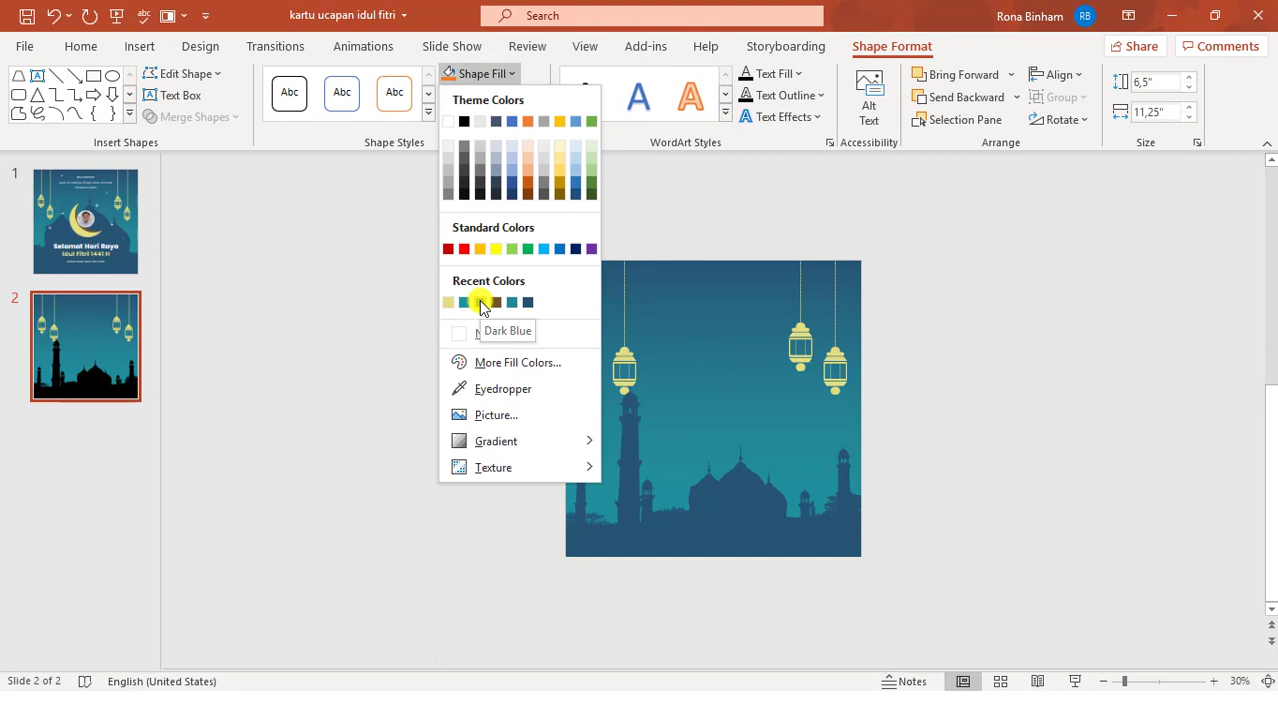 kartu ucapan idul fitri
Search
Rona Binham
RB
File
Home
Insert
Design
Transitions
Animations
Slide Show
Review
View
Add-ins
Help
Storyboarding
Shape Format
Share
Comments
Edit Shape
Text Box
Merge Shapes
Insert Shapes
Abc
Abc
Abc
Shape Styles
Shape Fill
Theme Colors
Standard Colors
Recent Colors
Dark Blue
More Fill Colors...
Eyedropper
Picture...
Gradient
Texture
A
A
Text Fill
Text Outline
Text Effects
WordArt Styles
Alt
Text
Accessibility
Bring Forward
Send Backward
Selection Pane
Align
Group
Rotate
Arrange
6,5"
11,25"
Size
1
Selamat Hari Raya
Idul Fitri 1441 H
2
Slide 2 of 2
English (United States)
Notes
30%